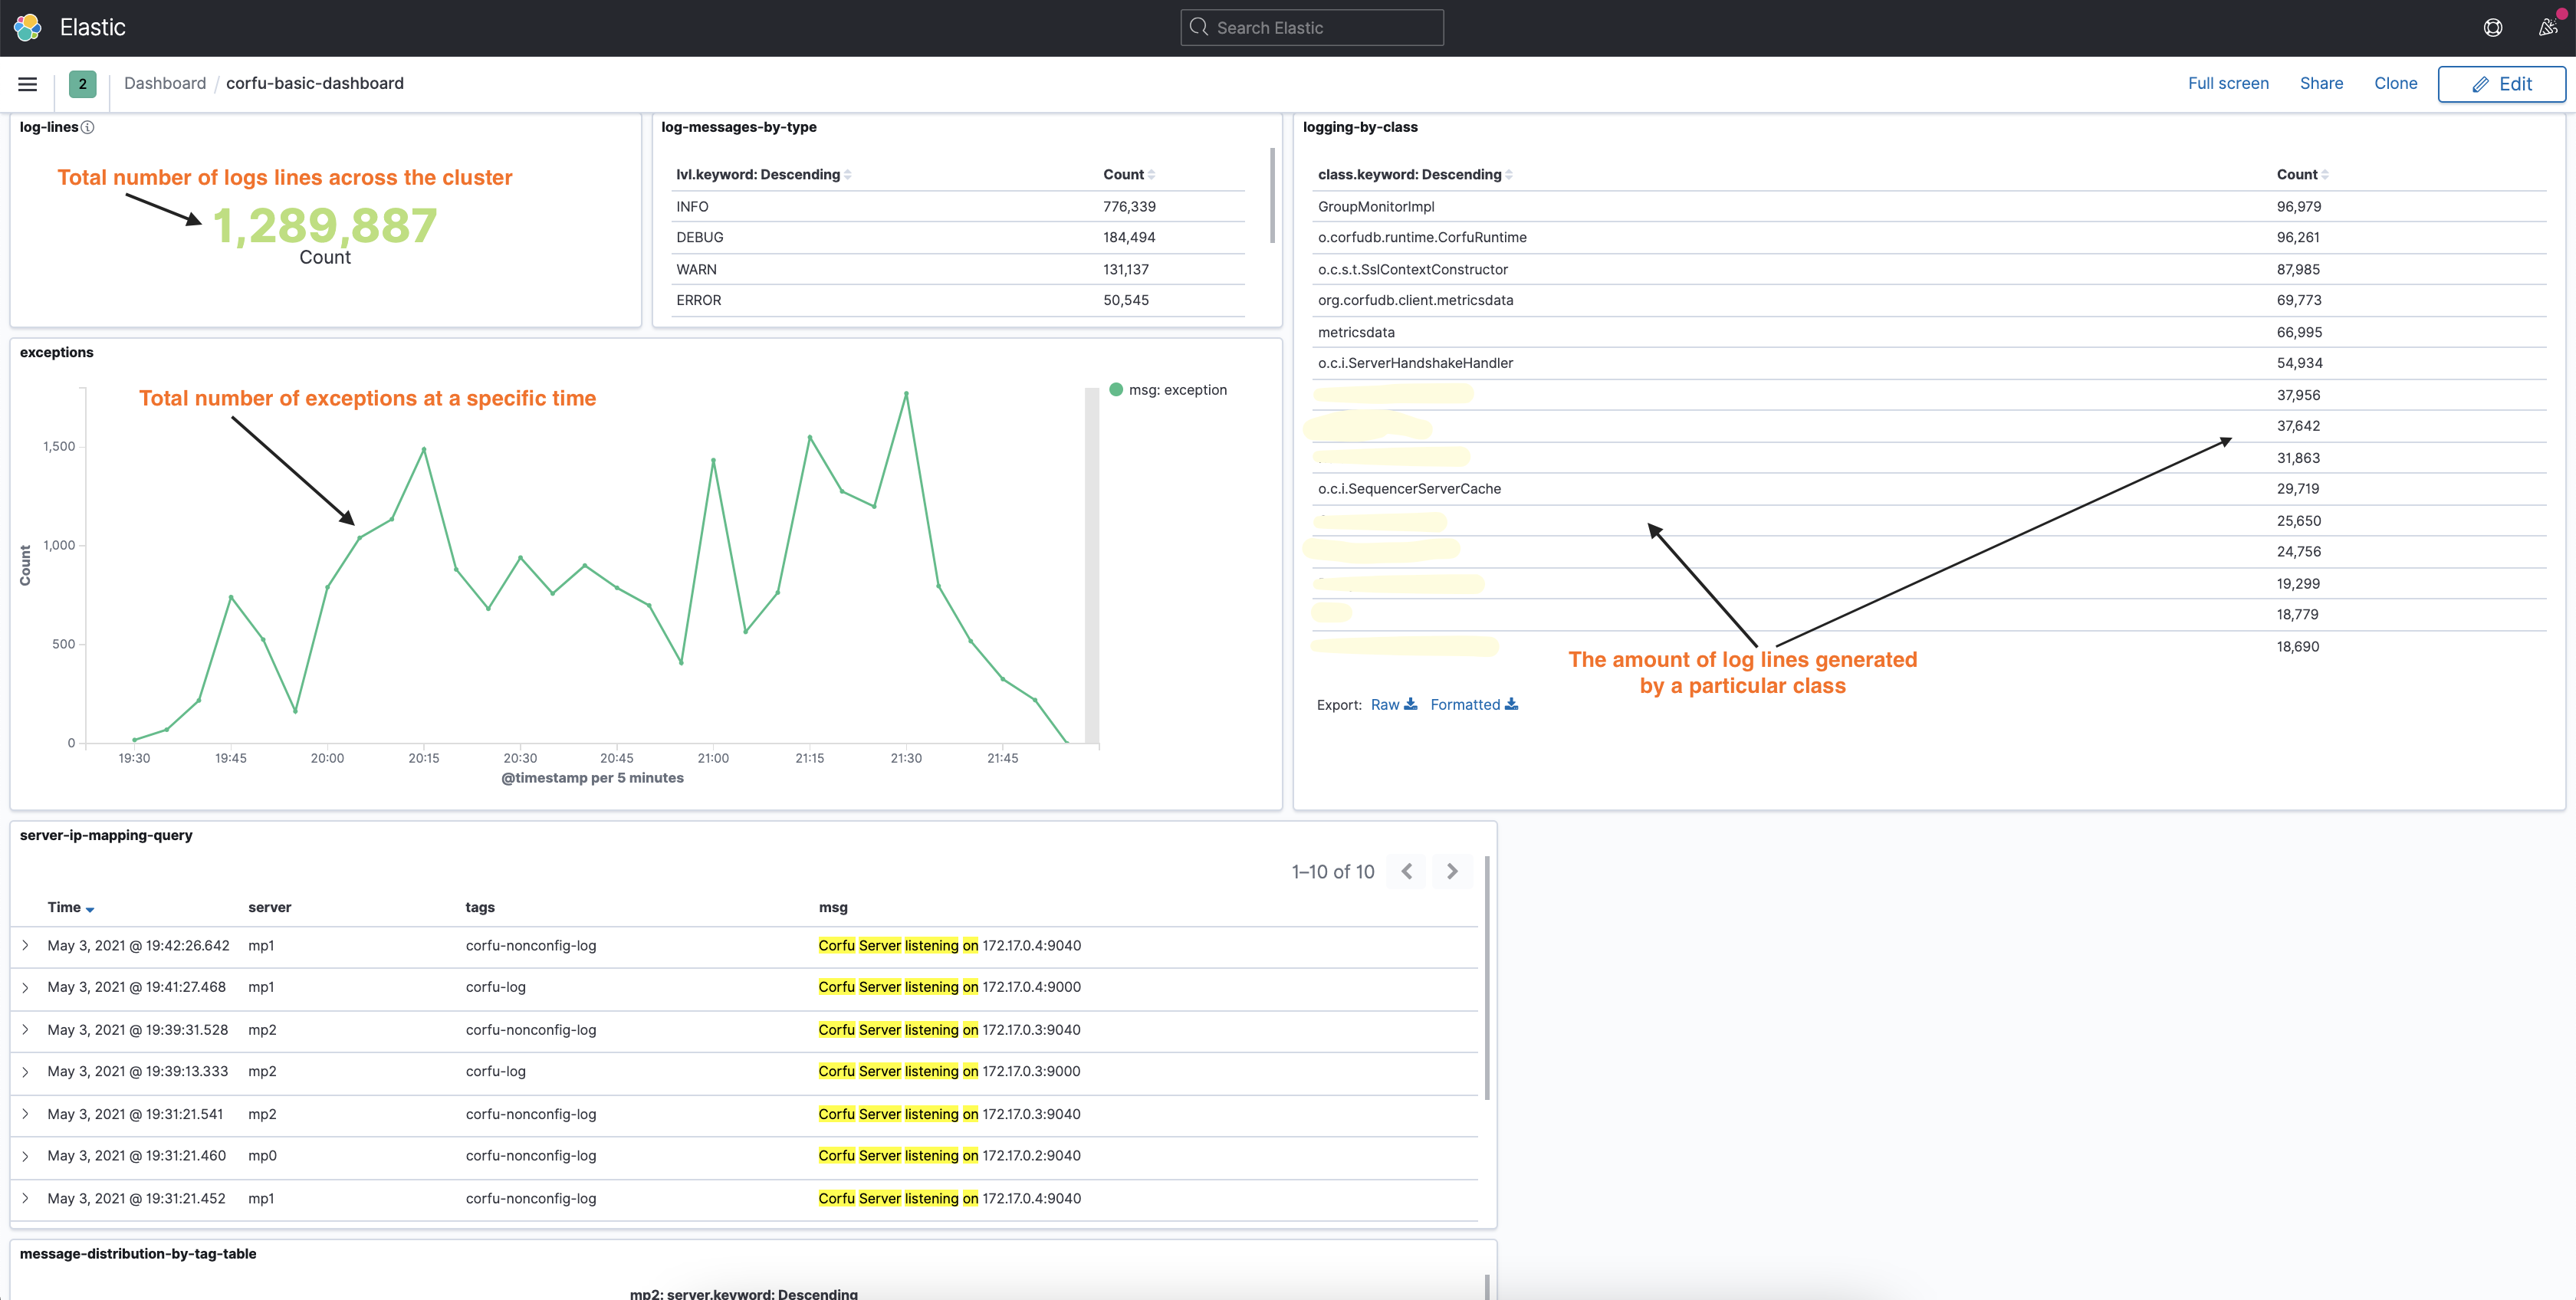 Elastic
Search Elastic
2
Dashboard / corfu-basic-dashboard
Full screen Share Clone Edit
log-lines
Total number of logs lines across the cluster
1,289,887
Count
log-messages-by-type
lvl.keyword: Descending Count
INFO 776,339
DEBUG 184,494
WARN 131,137
ERROR 50,545
logging-by-class
class.keyword: Descending Count
GroupMonitorImpl 96,979
o.corfudb.runtime.CorfuRuntime 96,261
o.c.s.t.SslContextConstructor 87,985
org.corfudb.client.metricsdata 69,773
metricsdata 66,995
o.c.i.ServerHandshakeHandler 54,934
37,956
37,642
31,863
o.c.i.SequencerServerCache 29,719
25,650
24,756
19,299
18,779
18,690
The amount of log lines generated
by a particular class
Export: Raw Formatted
exceptions
Total number of exceptions at a specific time
msg: exception
1,500
1,000
500
0
Count
19:30 19:45 20:00 20:15 20:30 20:45 21:00 21:15 21:30 21:45
@timestamp per 5 minutes
server-ip-mapping-query
1–10 of 10
Time server tags msg
May 3, 2021 @ 19:42:26.642 mp1 corfu-nonconfig-log Corfu Server listening on 172.17.0.4:9040
May 3, 2021 @ 19:41:27.468 mp1 corfu-log Corfu Server listening on 172.17.0.4:9000
May 3, 2021 @ 19:39:31.528 mp2 corfu-nonconfig-log Corfu Server listening on 172.17.0.3:9040
May 3, 2021 @ 19:39:13.333 mp2 corfu-log Corfu Server listening on 172.17.0.3:9000
May 3, 2021 @ 19:31:21.541 mp2 corfu-nonconfig-log Corfu Server listening on 172.17.0.3:9040
May 3, 2021 @ 19:31:21.460 mp0 corfu-nonconfig-log Corfu Server listening on 172.17.0.2:9040
May 3, 2021 @ 19:31:21.452 mp1 corfu-nonconfig-log Corfu Server listening on 172.17.0.4:9040
message-distribution-by-tag-table
mp2: server.keyword: Descending